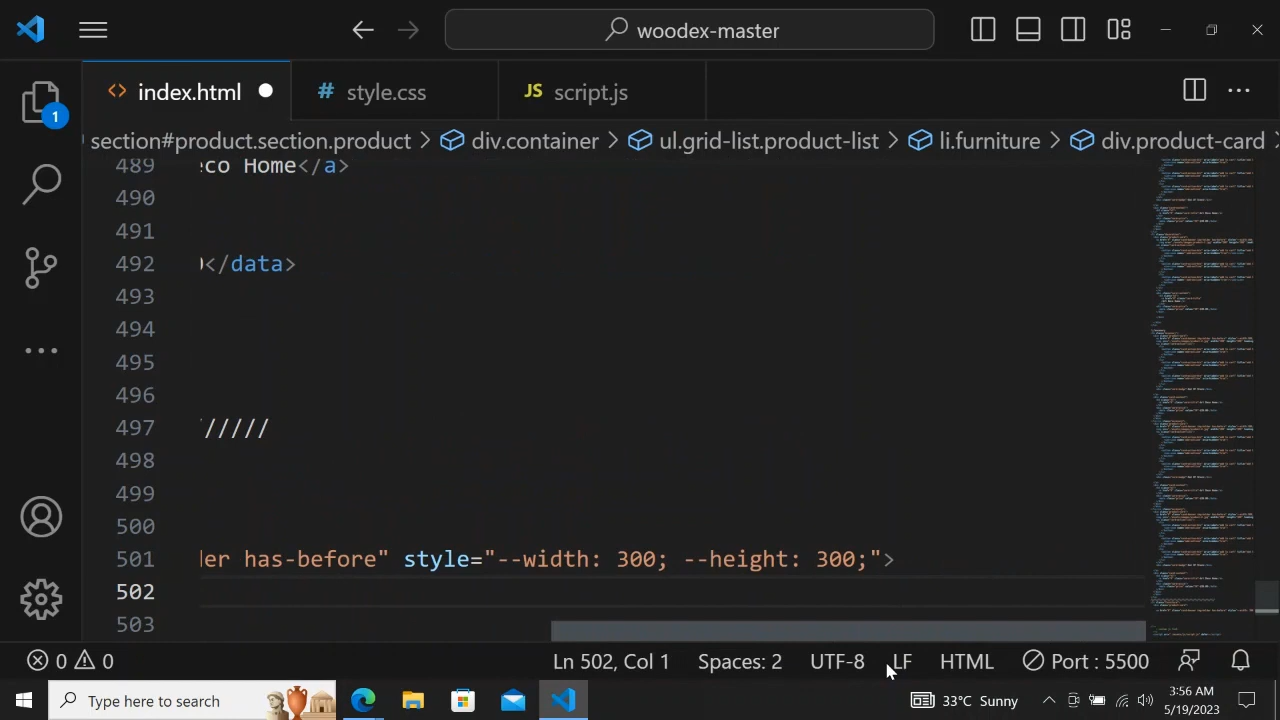 woodex-master
index.html
# style.css
JS script.js
section#product.section.product > div.container > ul.grid-list.product-list > li.furniture > div.product-card
489 eco Home</a>
490
491
492 </data>
493
494
495
496
497 /////
498
499
500
501 er has-before" style width: 300; --height: 300;">
502
503
1
0 0
Ln 502, Col 1
Spaces: 2
UTF-8
LF
HTML
Port : 5500
Type here to search
33°C Sunny
3:56 AM
5/19/2023